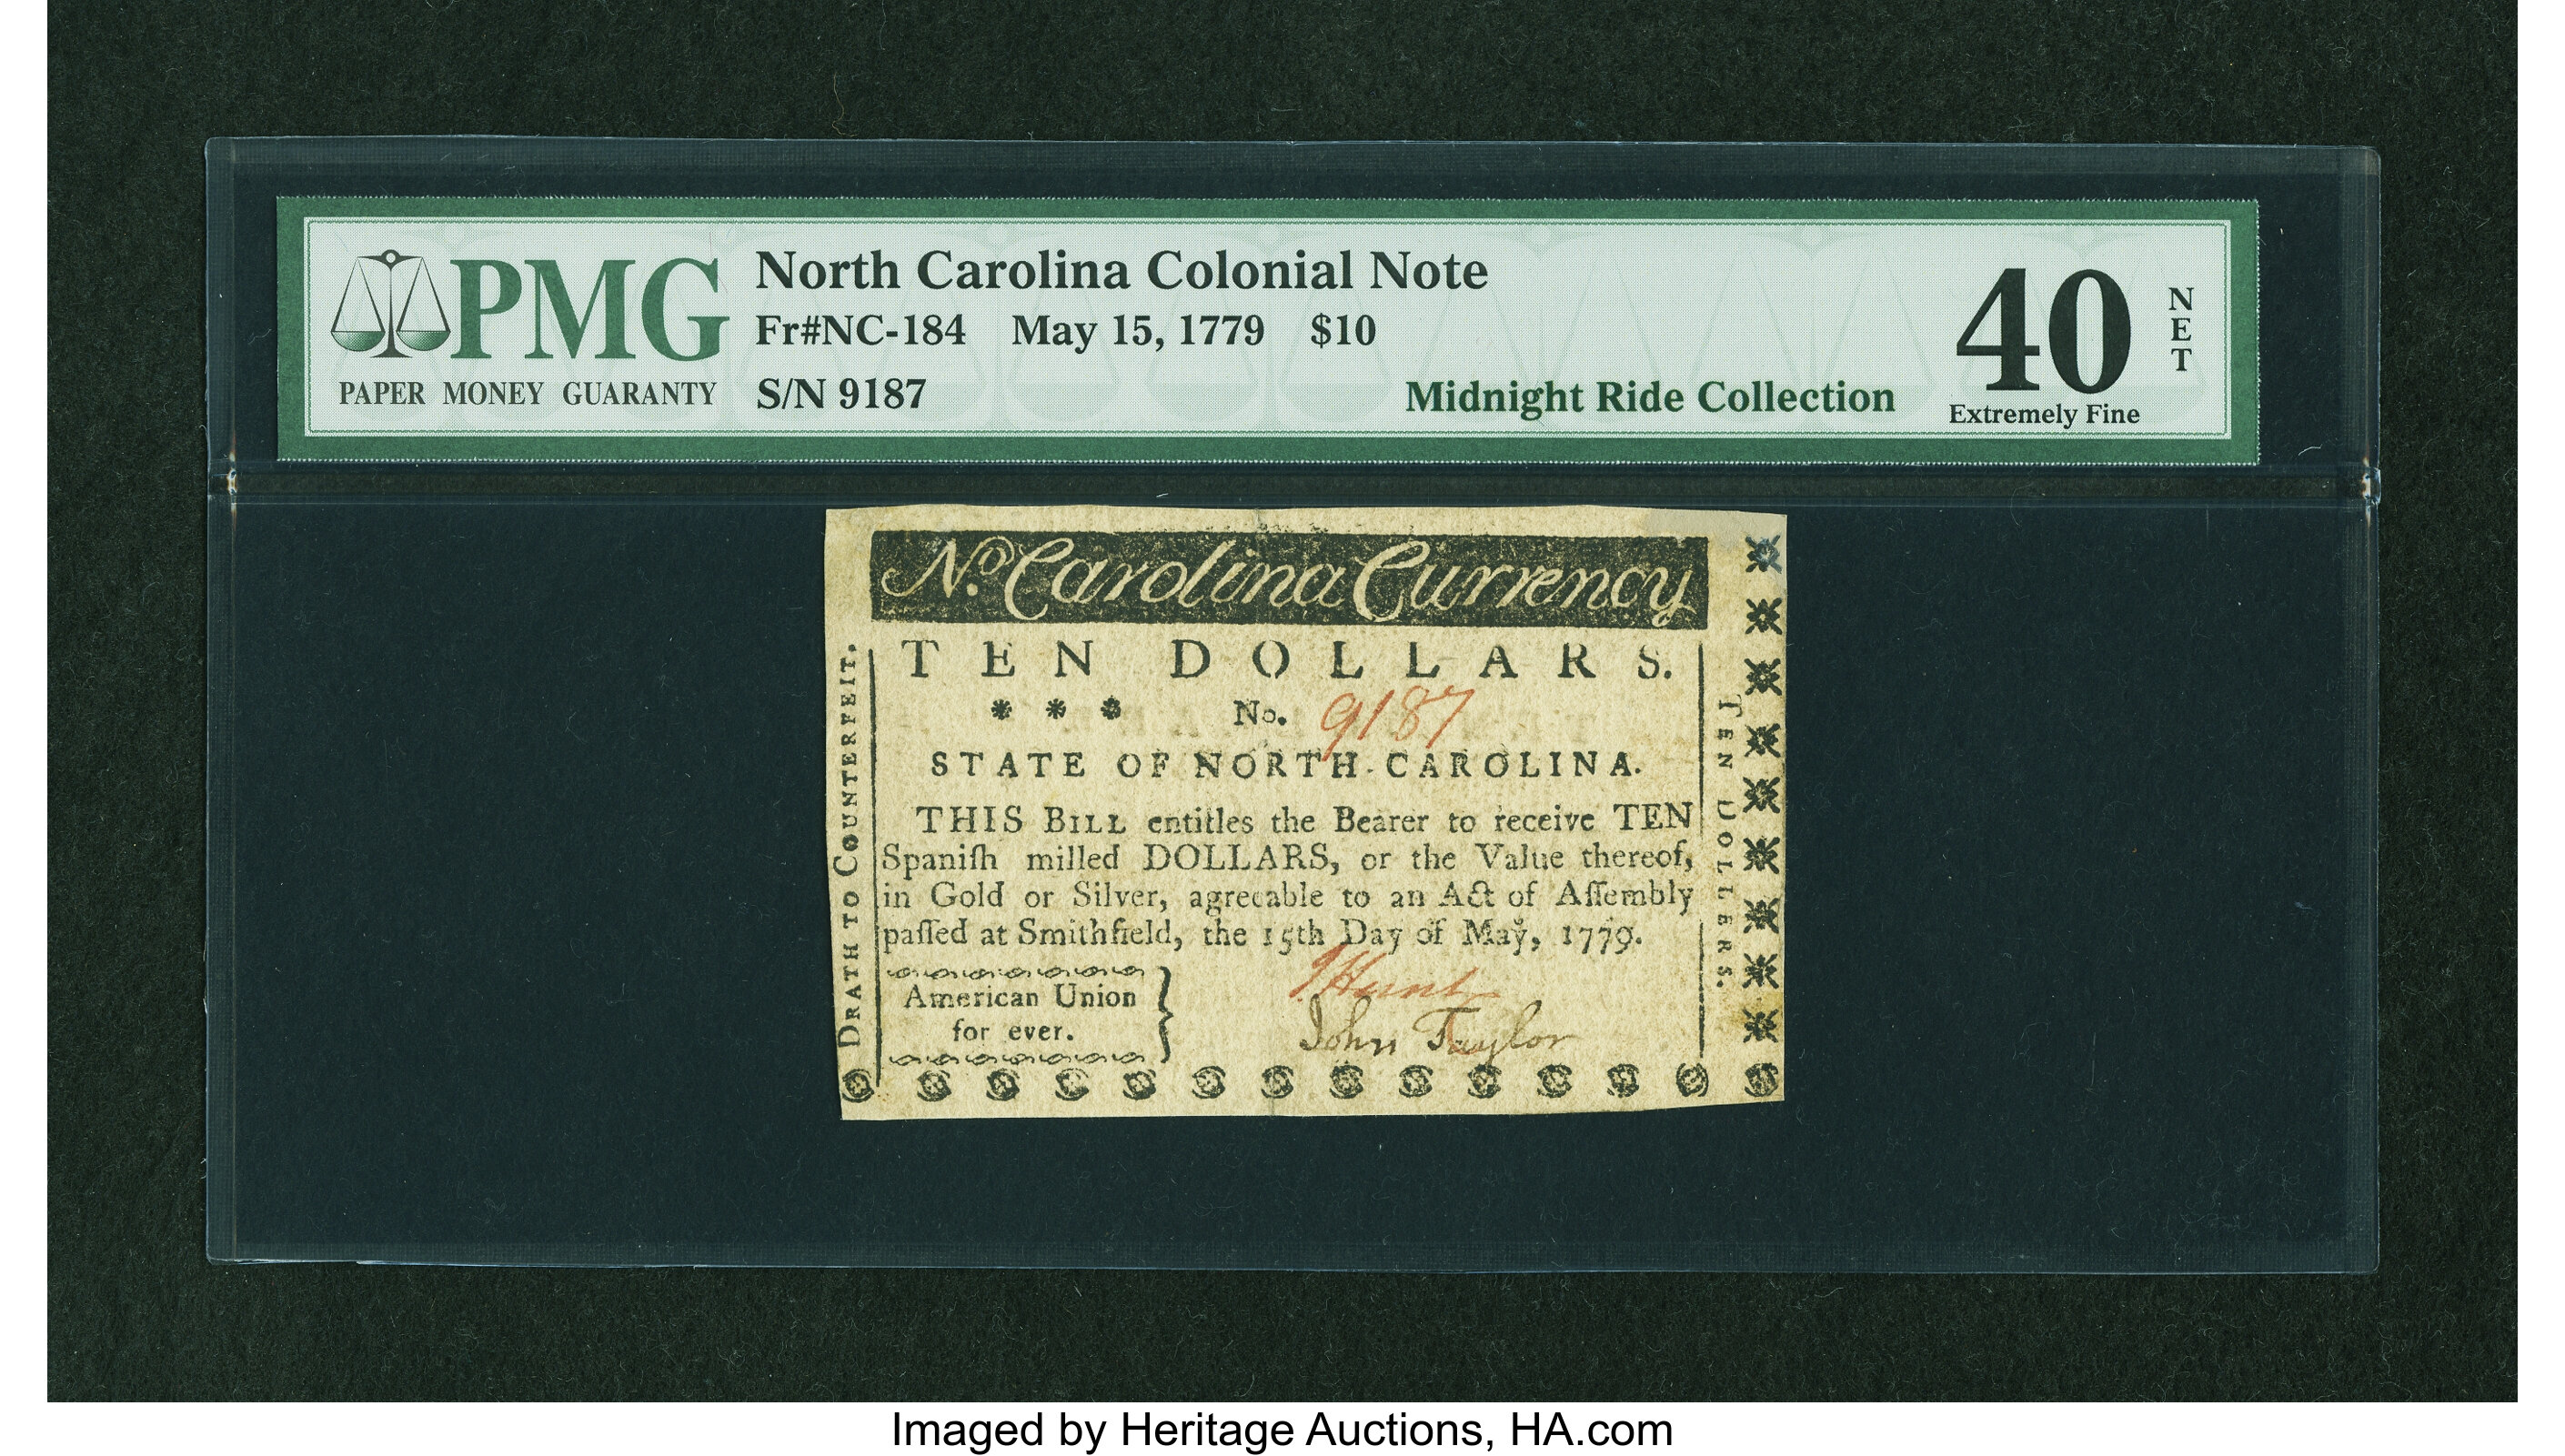 PMG
PAPER MONEY GUARANTY
North Carolina Colonial Note
Fr#NC-184 May 15, 1779 $10
S/N 9187
Midnight Ride Collection
40
NET
Extremely Fine
No. Carolina Currency
TEN DOLLARS.
* * * No. 9187
STATE OF NORTH-CAROLINA.
THIS BILL entitles the Bearer to receive TEN
Spaniſh milled DOLLARS, or the Value thereof,
in Gold or Silver, agreeable to an Act of Aſſembly
paſſed at Smithfield, the 15th Day of May, 1779.
American Union
for ever.
J Hunt
John Taylor
DRATH TO COUNTERFEIT.
TEN DOLLERS.
Imaged by Heritage Auctions, HA.com